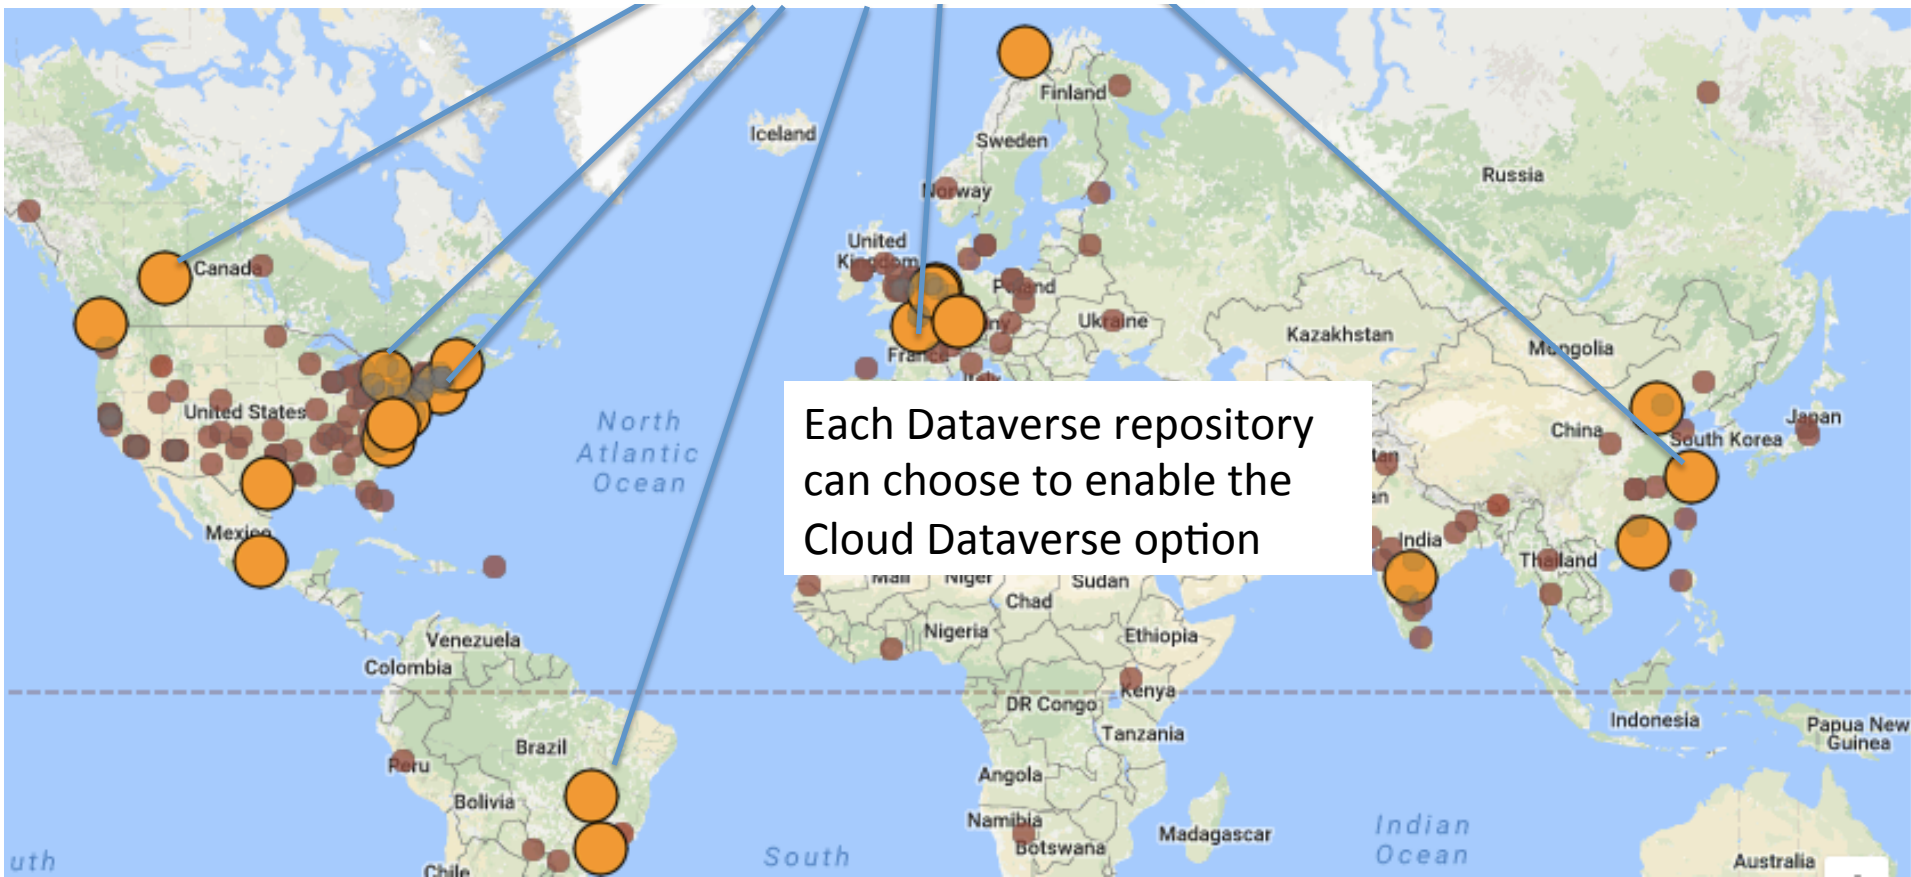 Iceland
Finland
Sweden
Norway
Russia
United
Kingdom
Canada
Poland
Ukraine
Kazakhstan
Mongolia
France
Italy
United States
North
Atlantic
Ocean
Each Dataverse repository
can choose to enable the
Cloud Dataverse option
China
South Korea
Japan
Mexico
India
Thailand
Mali
Niger
Sudan
Chad
Nigeria
Ethiopia
Venezuela
Colombia
Kenya
DR Congo
Tanzania
Indonesia
Papua New
Guinea
Brazil
Peru
Angola
Bolivia
Namibia
Botswana
Madagascar
Indian
Ocean
South
uth
Chile
Australia